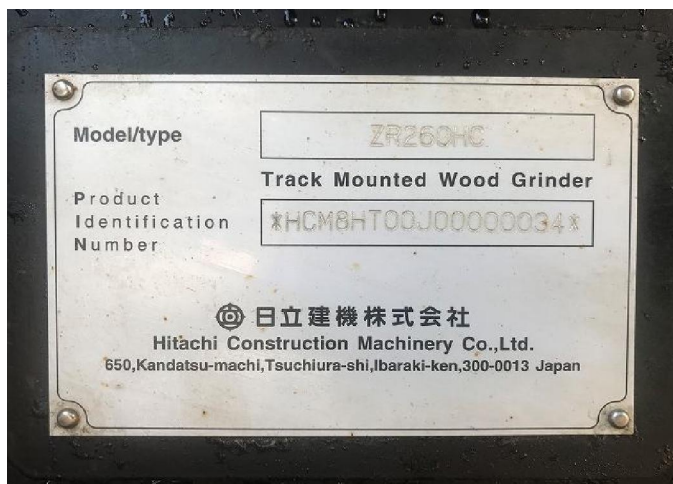 Model/type
ZR260HC
Track Mounted Wood Grinder
Product
Identification
Number
*HCM8HT00J00000034*
日立建機株式会社
Hitachi Construction Machinery Co.,Ltd.
650,Kandatsu-machi,Tsuchiura-shi,Ibaraki-ken,300-0013 Japan